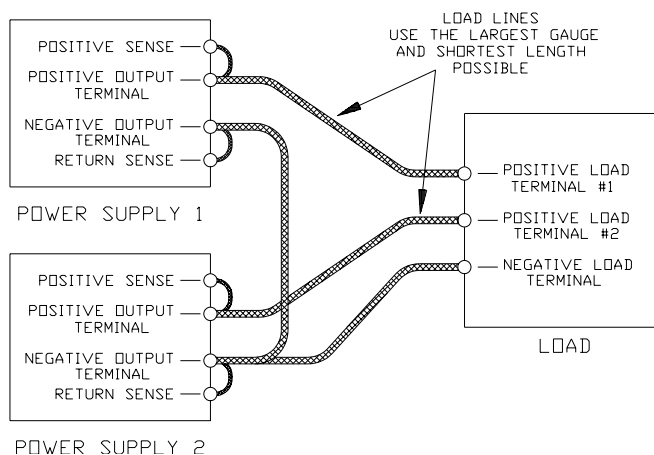 LOAD LINES
USE THE LARGEST GAUGE
AND SHORTEST LENGTH
POSSIBLE
POSITIVE SENSE
POSITIVE OUTPUT
TERMINAL
NEGATIVE OUTPUT
TERMINAL
RETURN SENSE
POWER SUPPLY 1
POSITIVE LOAD
TERMINAL #1
POSITIVE LOAD
TERMINAL #2
NEGATIVE LOAD
TERMINAL
LOAD
POSITIVE SENSE
POSITIVE OUTPUT
TERMINAL
NEGATIVE OUTPUT
TERMINAL
RETURN SENSE
POWER SUPPLY 2